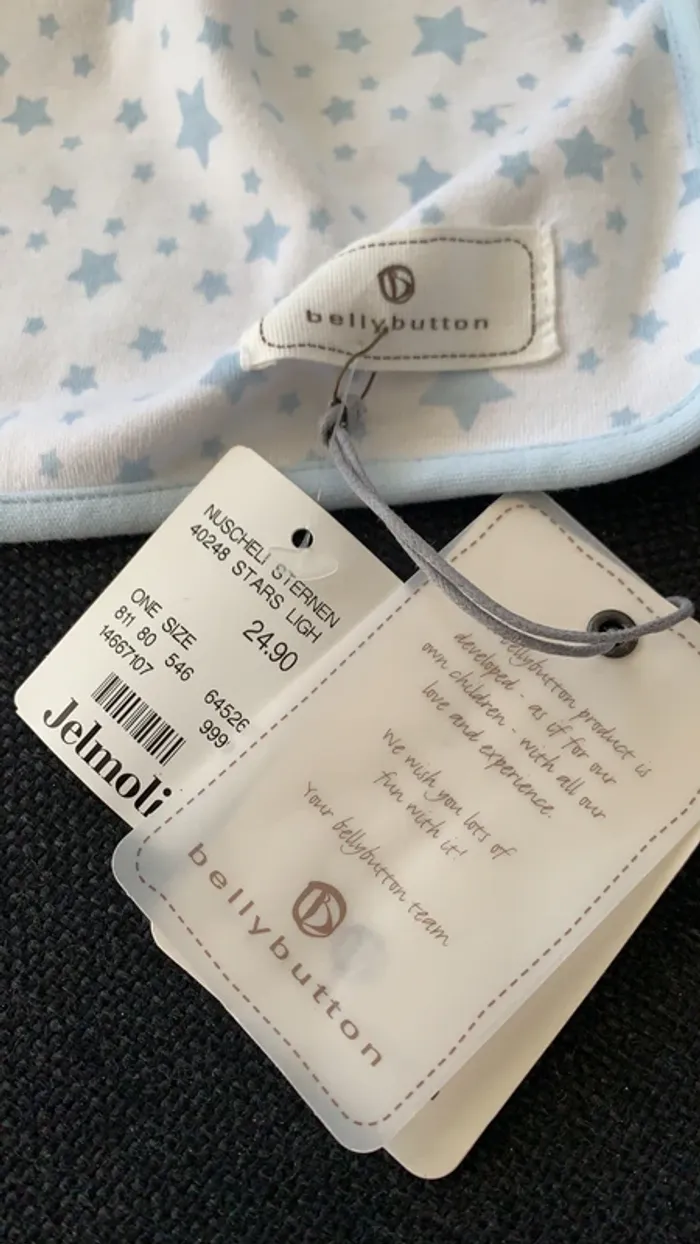 bellybutton
NUSCHELI STERNEN
40248 STARS LIGH
24.90
ONE SIZE
811 80 546 64526
14667107 999
Jelmoli
bellybutton product is
developed - as if for our
own children - with all our
love and experience.
We wish you lots of
fun with it!
Your bellybutton team
bellybutton